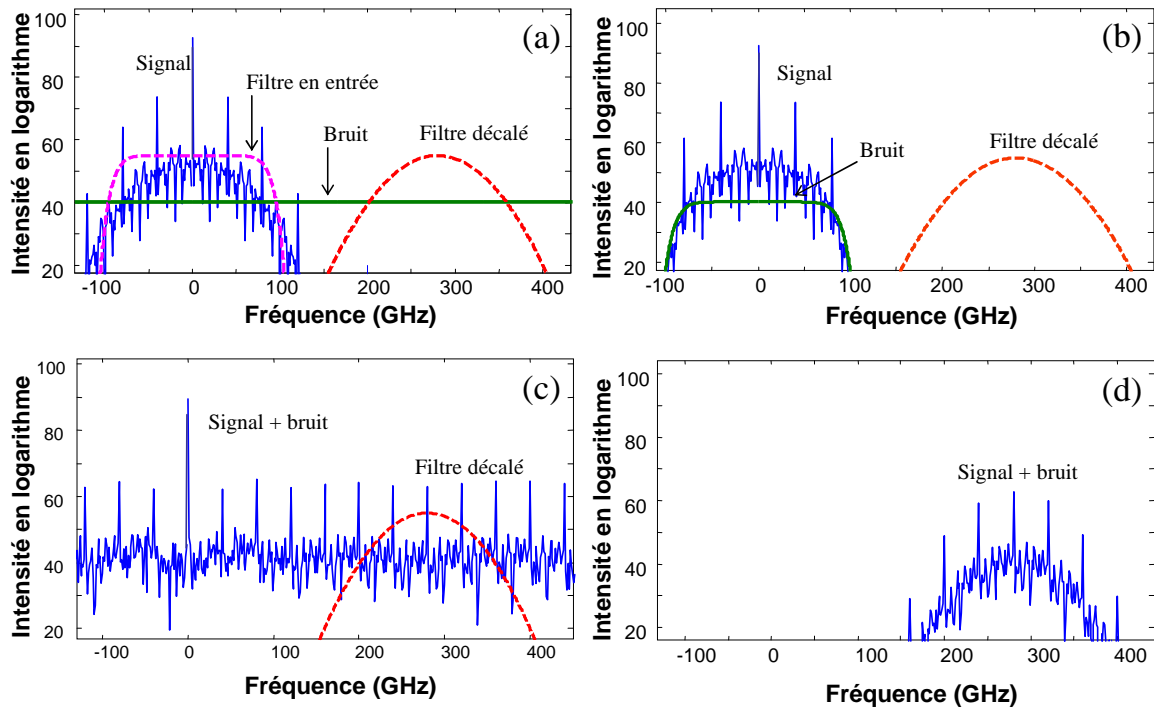 (a)
Signal
Filtre en entrée
Bruit
Filtre décalé
Intensité en logarithme
100
80
60
40
20
-100 0 100 200 300 400
Fréquence (GHz)
(b)
Signal
Bruit
Filtre décalé
Intensité en logarithme
100
80
60
40
20
-100 0 100 200 300 400
Fréquence (GHz)
(c)
Signal + bruit
Filtre décalé
Intensité en logarithme
100
80
60
40
20
-100 0 100 200 300 400
Fréquence (GHz)
(d)
Signal + bruit
Intensité en logarithme
100
80
60
40
20
-100 0 100 200 300 400
Fréquence (GHz)